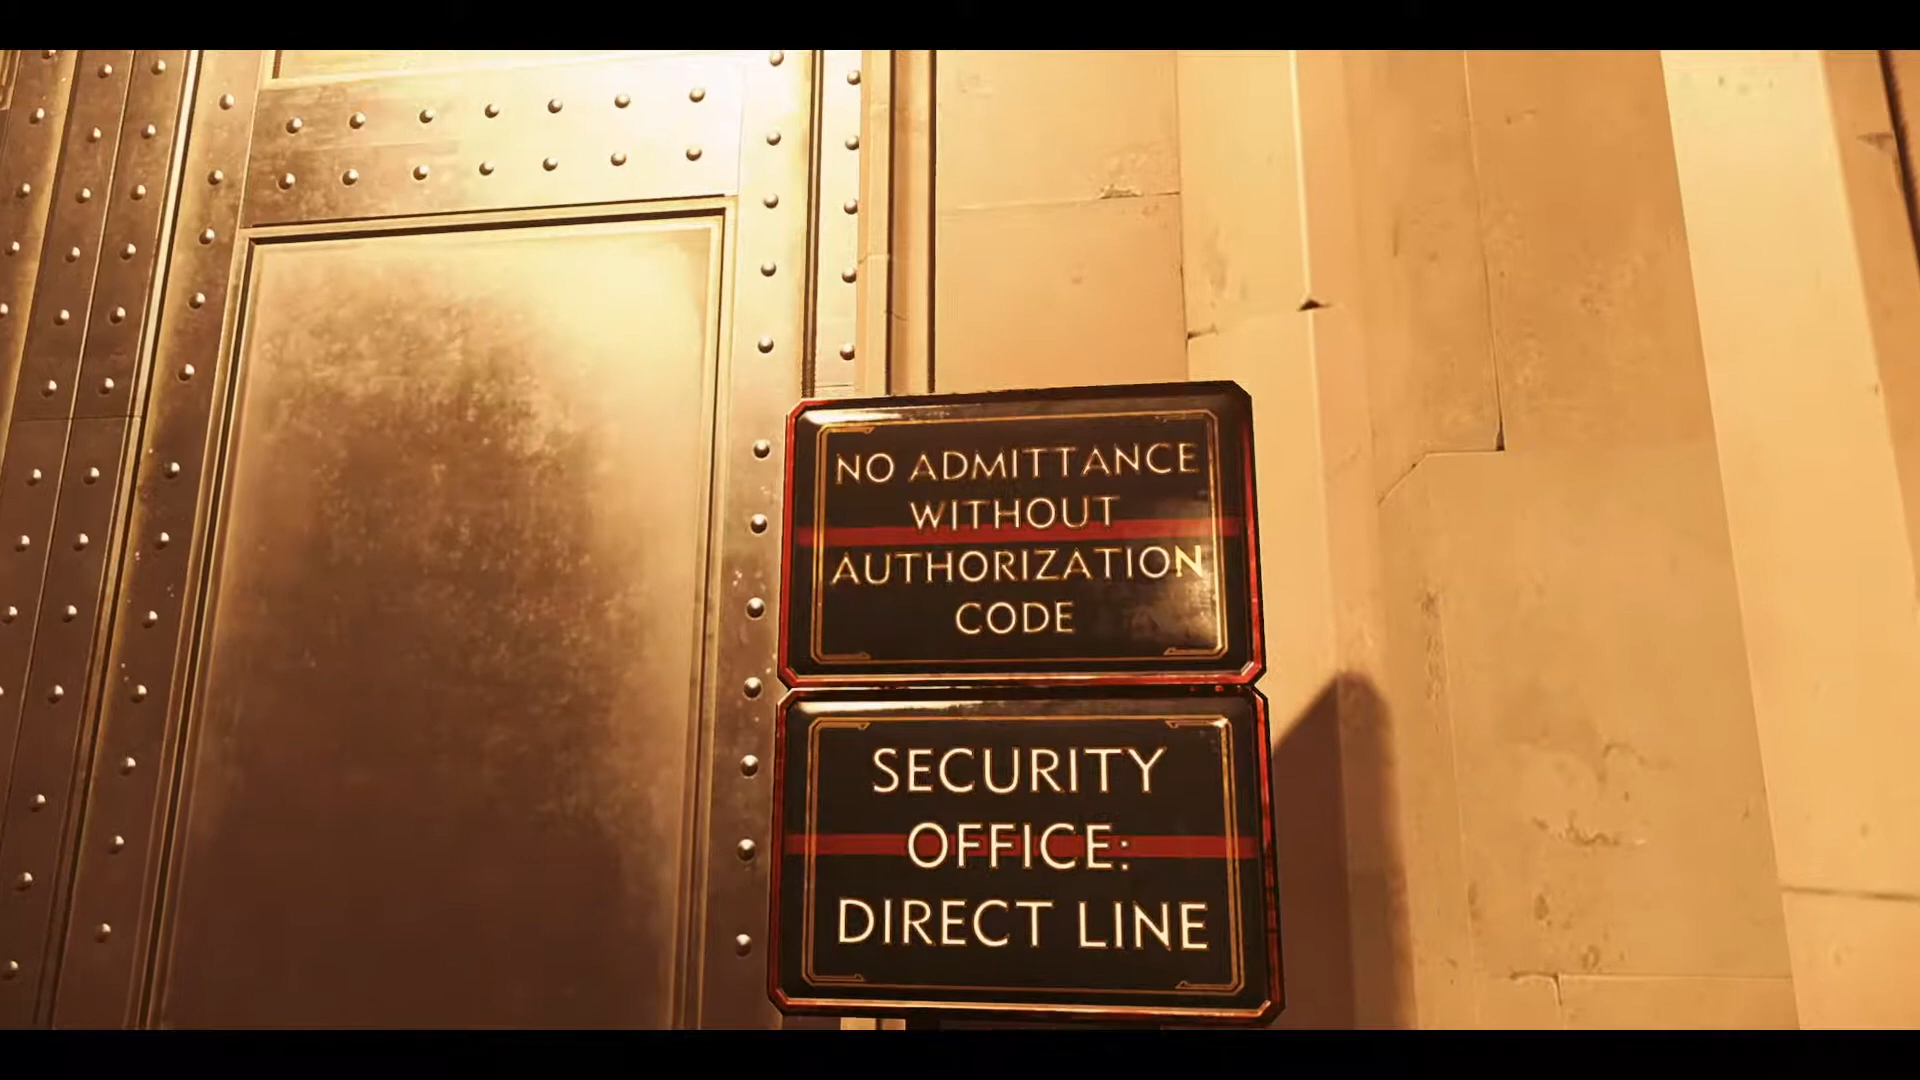 NO ADMITTANCE
WITHOUT
AUTHORIZATION
CODE
SECURITY
OFFICE:
DIRECT LINE